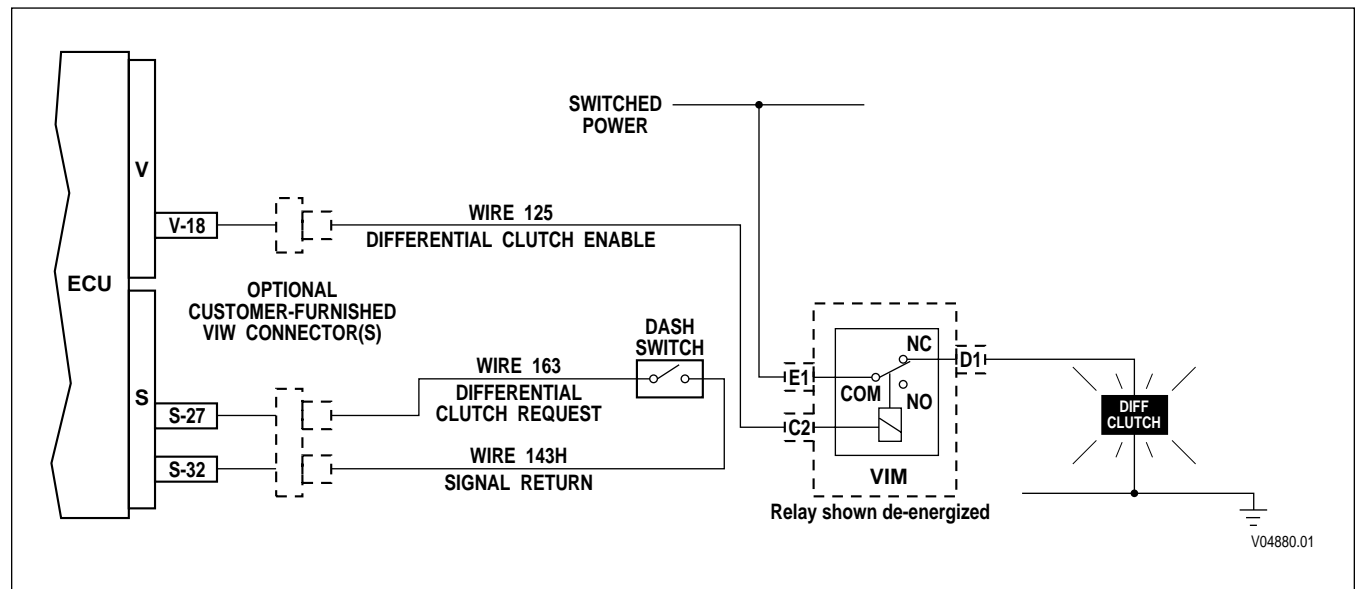 SWITCHED
POWER
V
V-18
WIRE 125
DIFFERENTIAL CLUTCH ENABLE
ECU
OPTIONAL
CUSTOMER-FURNISHED
VIW CONNECTOR(S)
DASH
SWITCH
S
S-27
WIRE 163
DIFFERENTIAL
CLUTCH REQUEST
S-32
WIRE 143H
SIGNAL RETURN
NC
E1
D1
COM
NO
C2
VIM
Relay shown de-energized
DIFF
CLUTCH
V04880.01